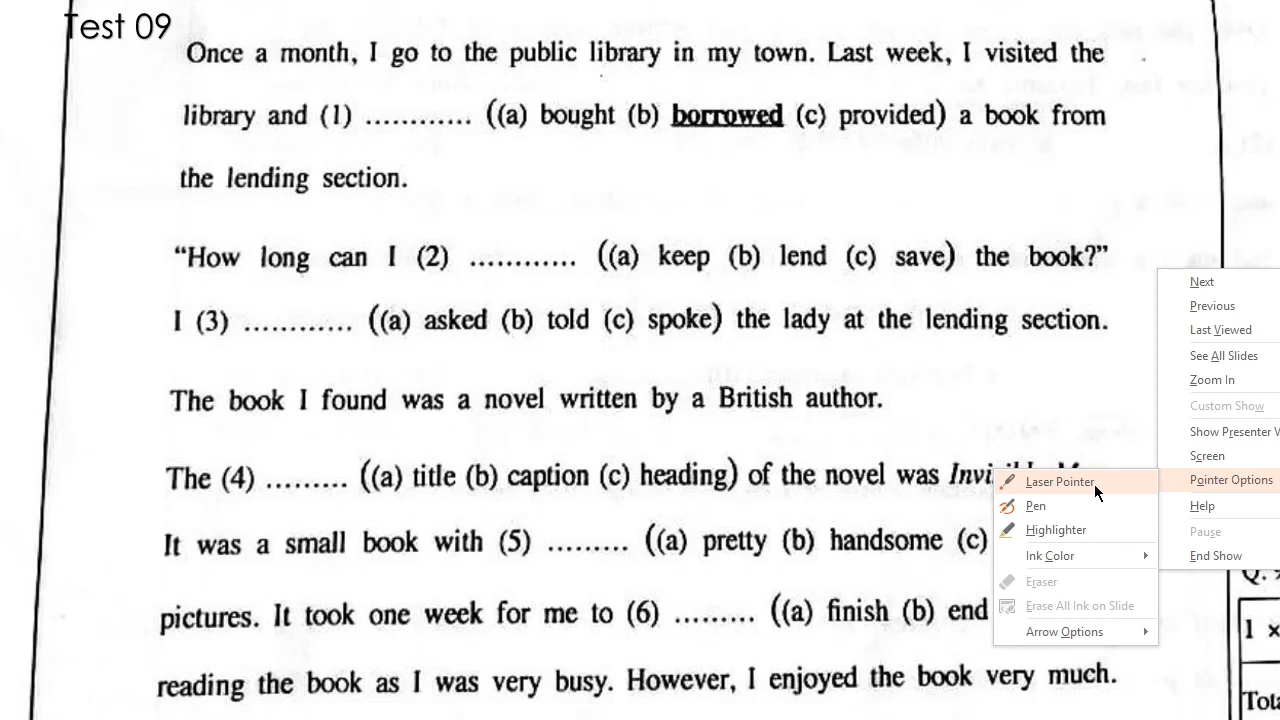 Test 09
Once a month, I go to the public library in my town. Last week, I visited the
library and (1) ............ ((a) bought (b) borrowed (c) provided) a book from
the lending section.
“How long can I (2) ............ ((a) keep (b) lend (c) save) the book?”
I (3) ............ ((a) asked (b) told (c) spoke) the lady at the lending section.
The book I found was a novel written by a British author.
The (4) ......... ((a) title (b) caption (c) heading) of the novel was
It was a small book with (5) ......... ((a) pretty (b) handsome (c)
pictures. It took one week for me to (6) ......... ((a) finish (b) end
reading the book as I was very busy. However, I enjoyed the book very much.
Next
Previous
Last Viewed
See All Slides
Zoom In
Custom Show
Show Presenter V
Screen
Pointer Options
Help
Pause
End Show
Laser Pointer
Pen
Highlighter
Ink Color
Eraser
Erase All Ink on Slide
Arrow Options
1 ×